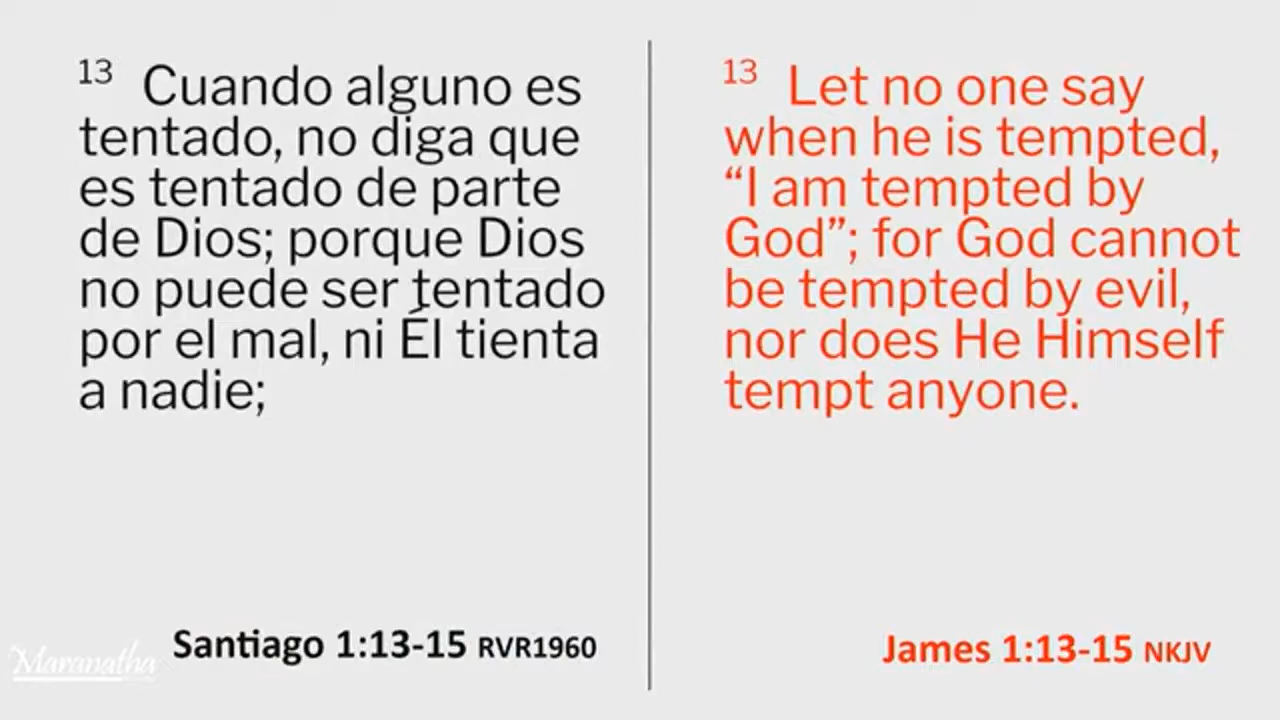 13 Cuando alguno es
tentado, no diga que
es tentado de parte
de Dios; porque Dios
no puede ser tentado
por el mal, ni Él tienta
a nadie;
Santiago 1:13-15 RVR1960
13 Let no one say
when he is tempted,
“I am tempted by
God”; for God cannot
be tempted by evil,
nor does He Himself
tempt anyone.
James 1:13-15 NKJV
Maranatha